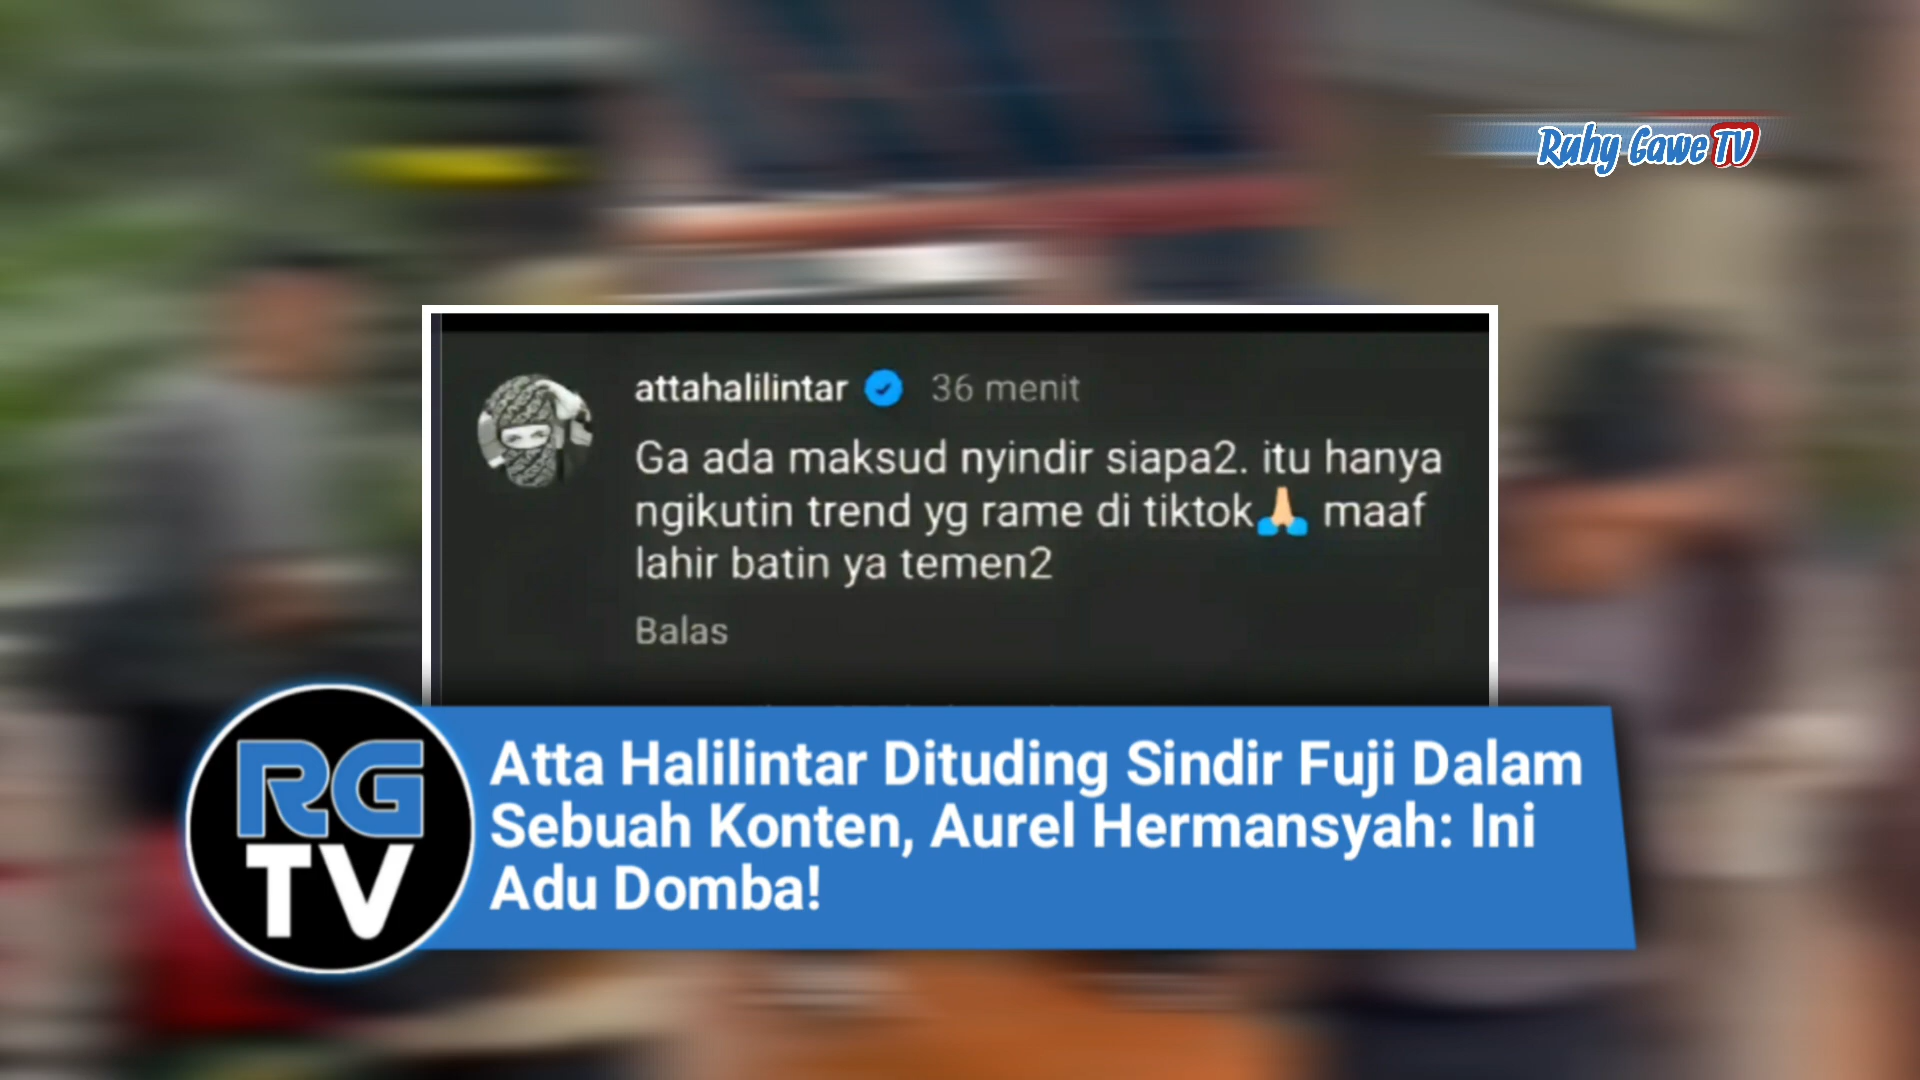 Ruhy Gawe TV
attahalilintar 36 menit
Ga ada maksud nyindir siapa2. itu hanya
ngikutin trend yg rame di tiktok🙏🏻 maaf
lahir batin ya temen2
Balas
RG
TV
Atta Halilintar Dituding Sindir Fuji Dalam
Sebuah Konten, Aurel Hermansyah: Ini
Adu Domba!